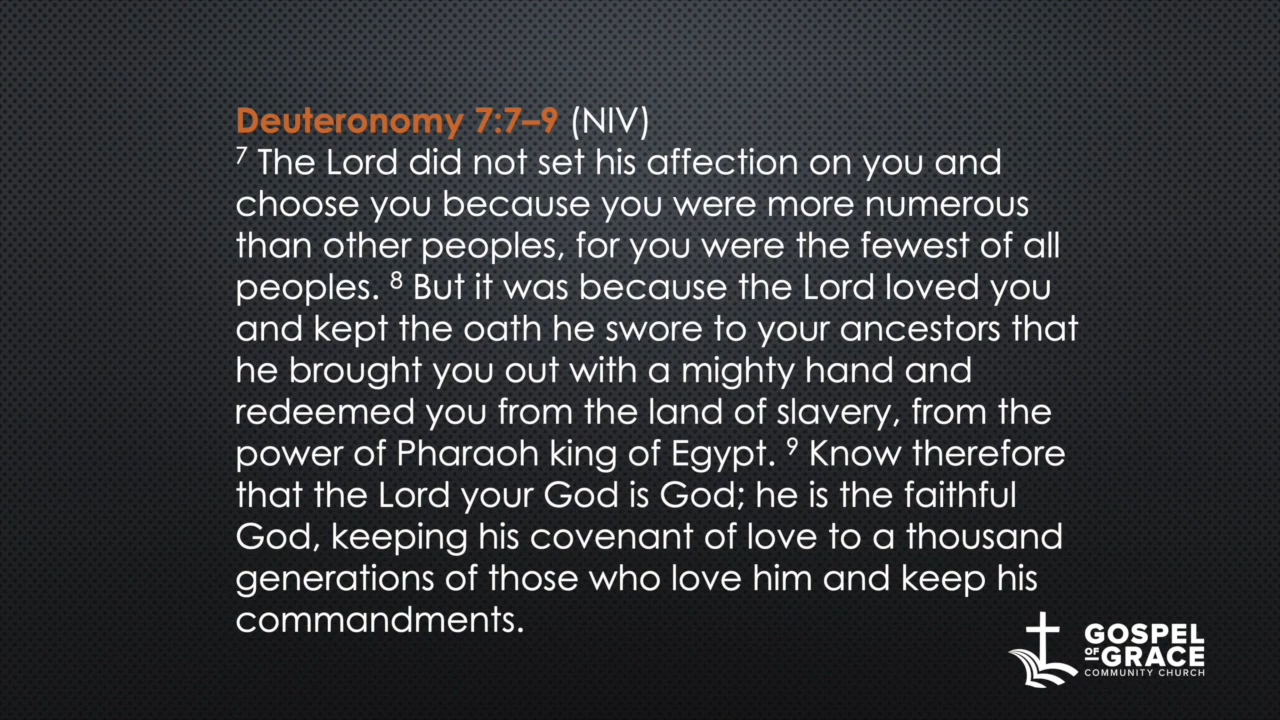 Deuteronomy 7:7–9 (NIV)
7 The Lord did not set his affection on you and
choose you because you were more numerous
than other peoples, for you were the fewest of all
peoples. 8 But it was because the Lord loved you
and kept the oath he swore to your ancestors that
he brought you out with a mighty hand and
redeemed you from the land of slavery, from the
power of Pharaoh king of Egypt. 9 Know therefore
that the Lord your God is God; he is the faithful
God, keeping his covenant of love to a thousand
generations of those who love him and keep his
commandments.
GOSPEL
OF GRACE
COMMUNITY CHURCH